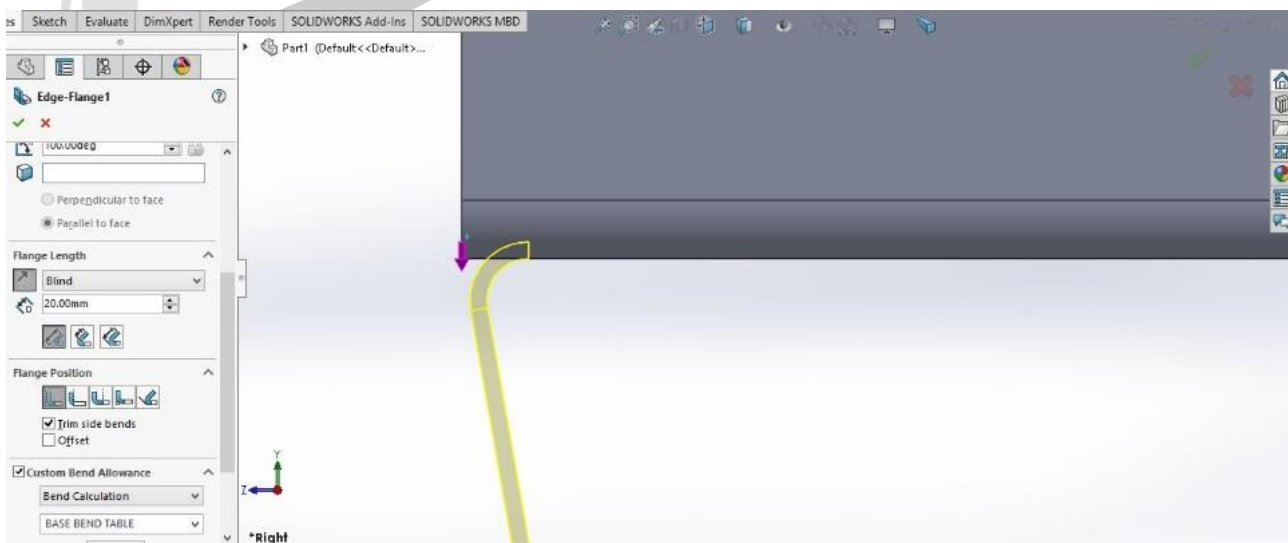 es Sketch Evaluate DimXpert Render Tools SOLIDWORKS Add-Ins SOLIDWORKS MBD
Part1 (Default<<Default>...
Edge-Flange1
100.00deg
Perpendicular to face
Parallel to face
Flange Length
Blind
20.00mm
Flange Position
Trim side bends
Offset
Custom Bend Allowance
Bend Calculation
BASE BEND TABLE
Y
Z
*Right